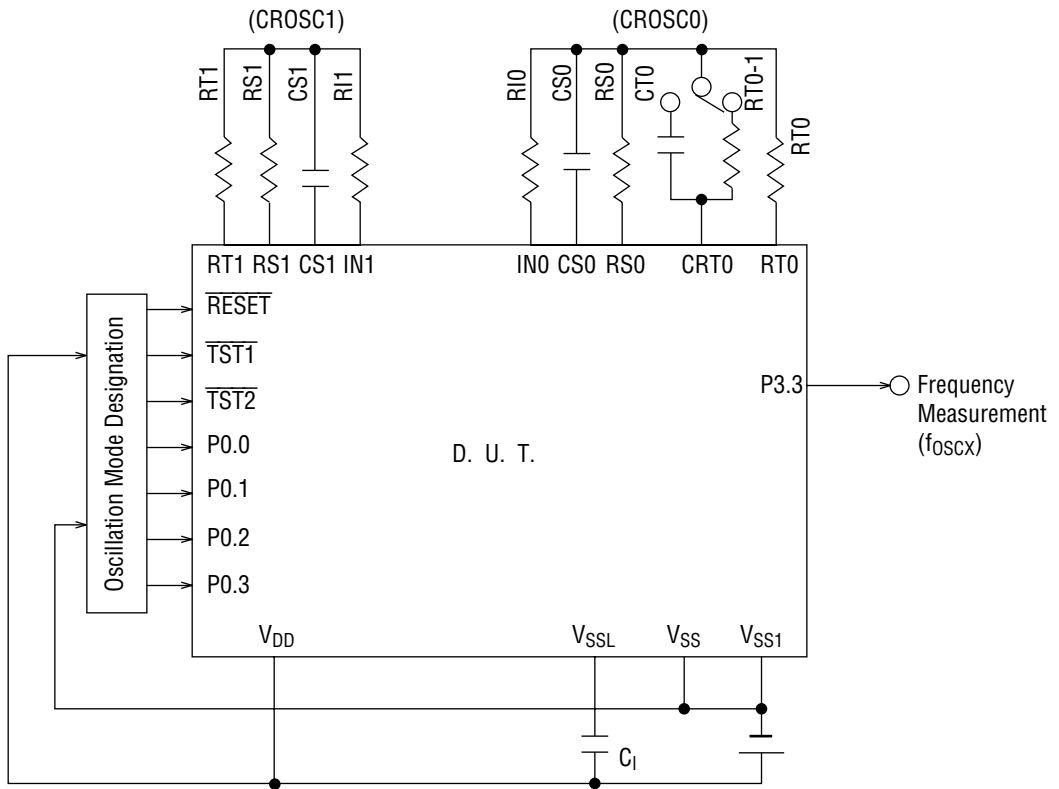 (CROSC1)
(CROSC0)
RT1
RS1
CS1
RI1
RI0
CS0
RS0
CT0
RT0-1
RT0
RT1 RS1 CS1 IN1
IN0 CS0 RS0 CRT0 RT0
Oscillation Mode Designation
RESET
TST1
TST2
P0.0
P0.1
P0.2
P0.3
D. U. T.
P3.3
Frequency
Measurement
(fOSCX)
VDD
VSSL
VSS
VSS1
CI